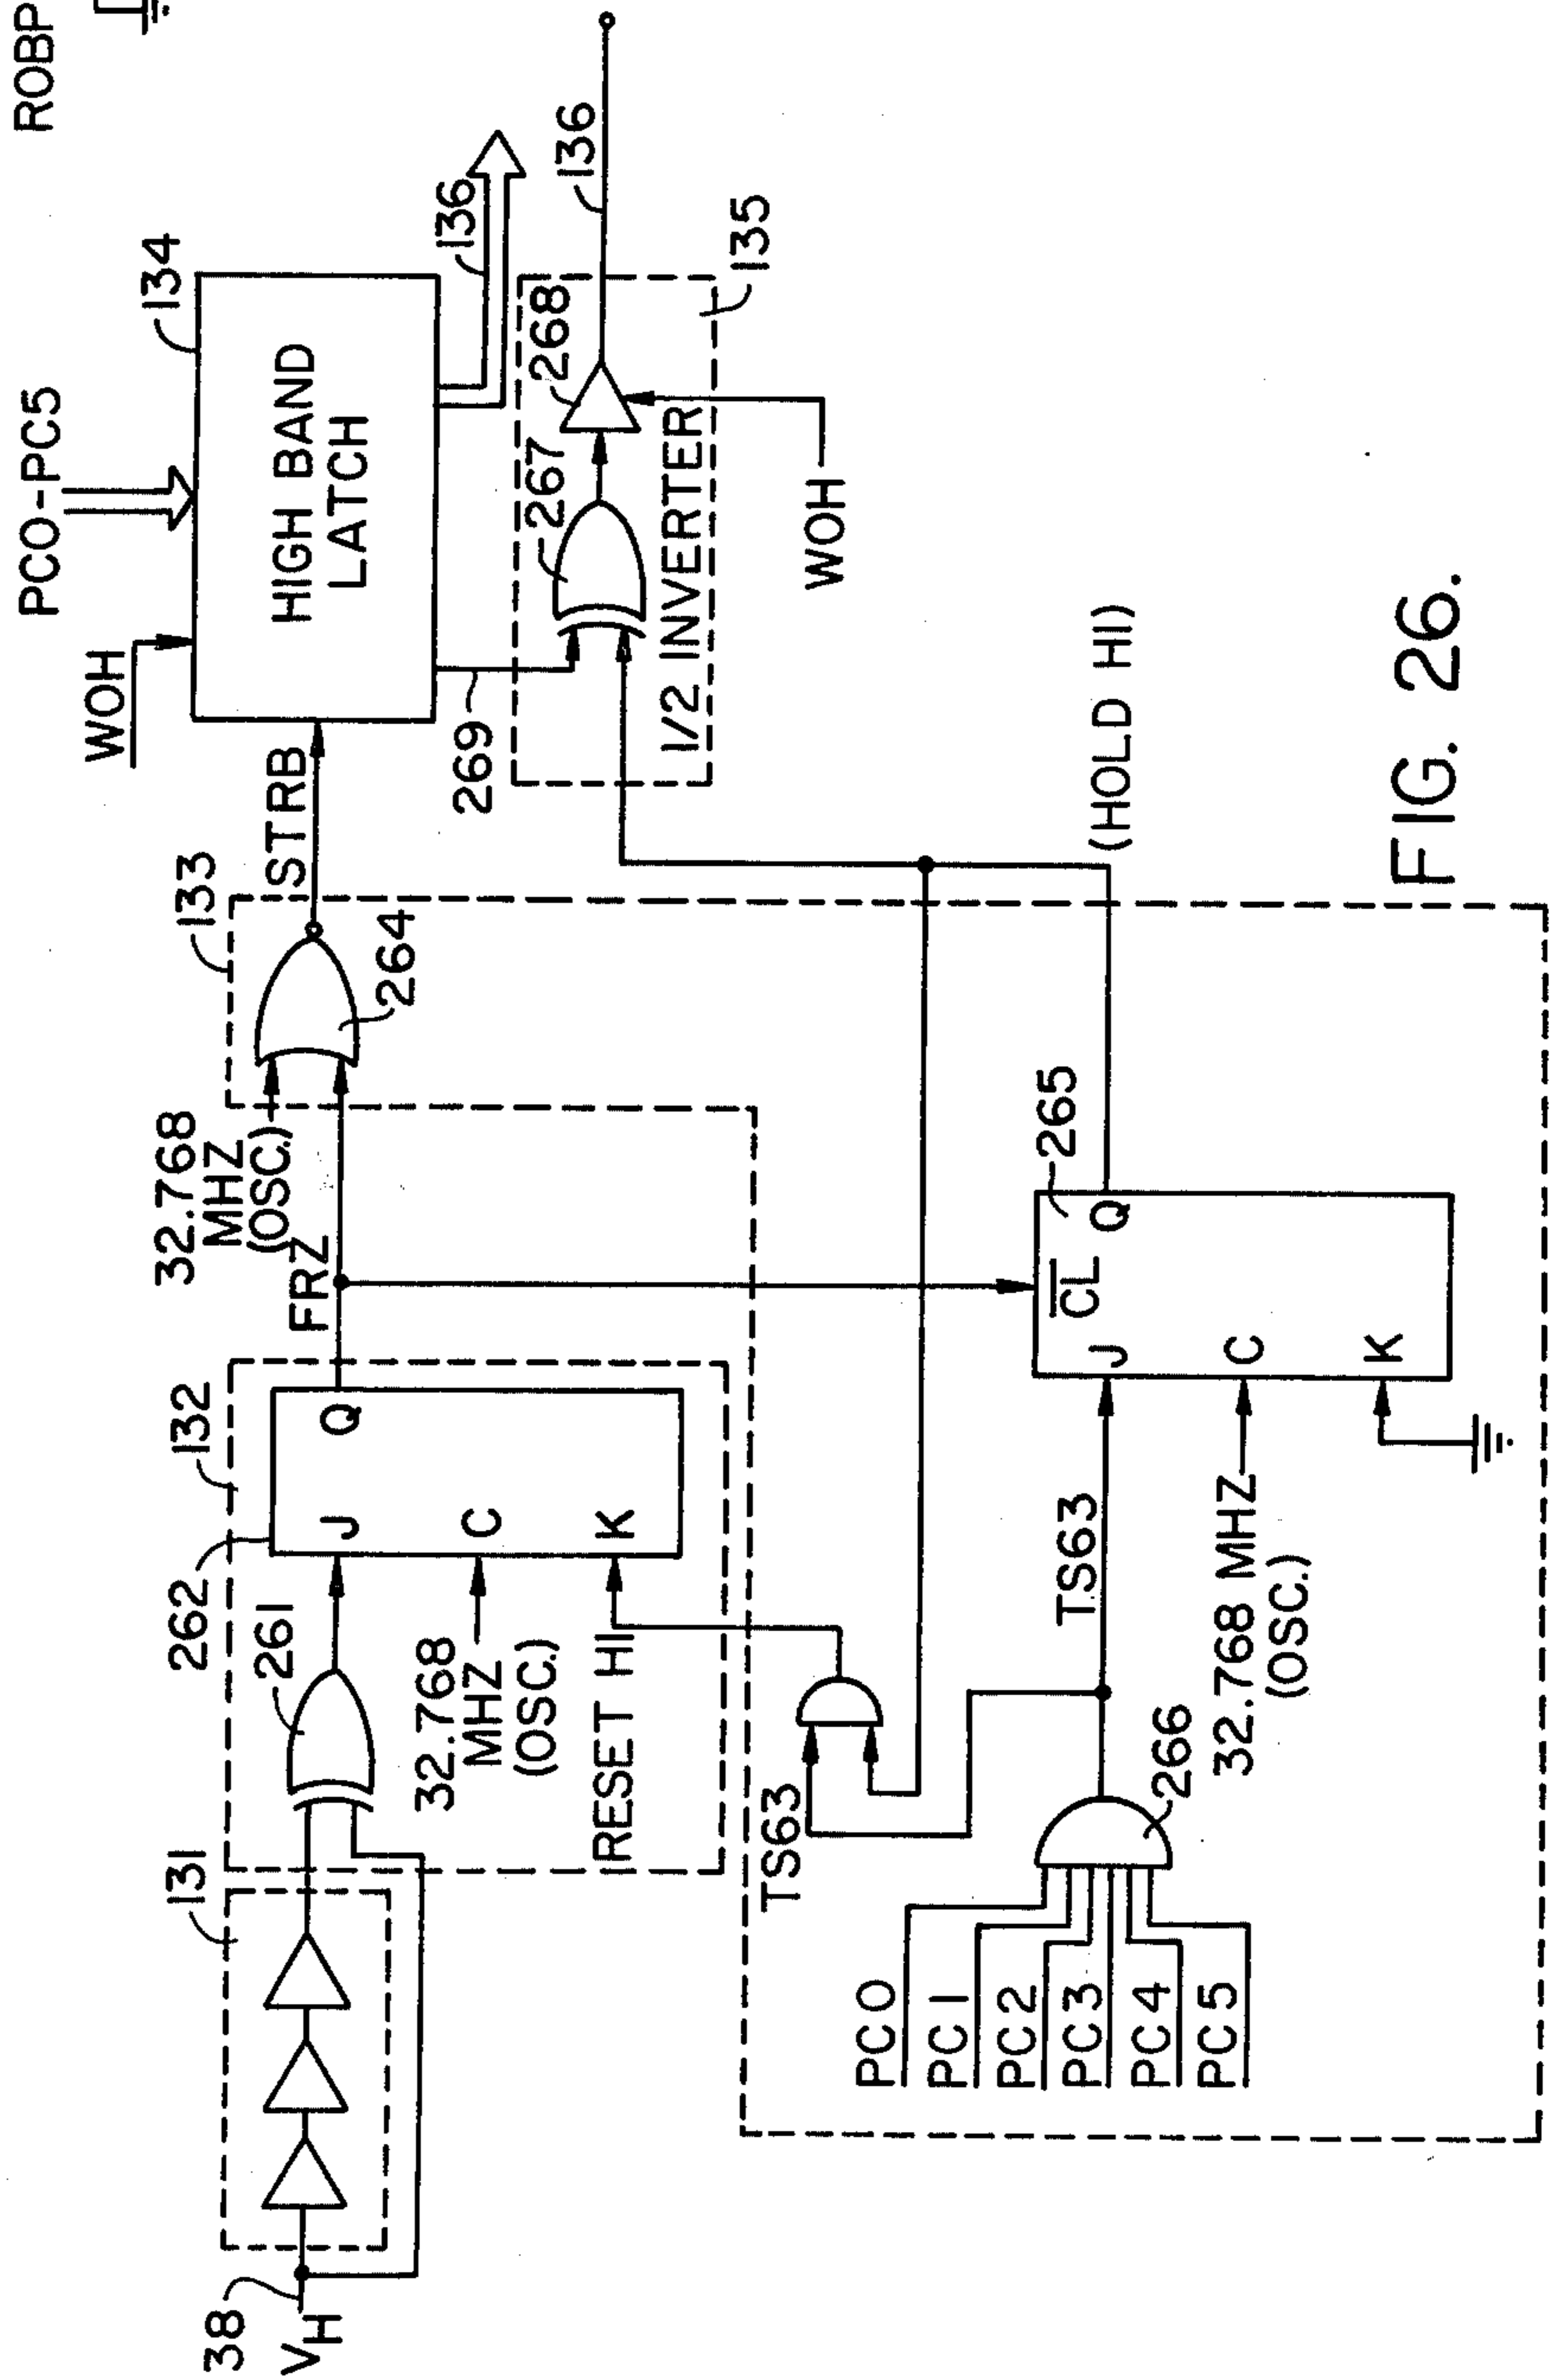 ROBP
PC0-PC5
WOH
134
HIGH BAND
LATCH
136
136
STRB
133
264
269
267
268
1/2 INVERTER
135
WOH
32.768
MHZ
(OSC.)
FRZ
132
262
J
Q
C
K
261
32.768
MHZ
(OSC.)
RESET HI
131
38
VH
TS63
TS63
265
J
CL
Q
C
K
32.768 MHZ
(OSC.)
266
PC0
PC1
PC2
PC3
PC4
PC5
(HOLD HI)
FIG. 26.